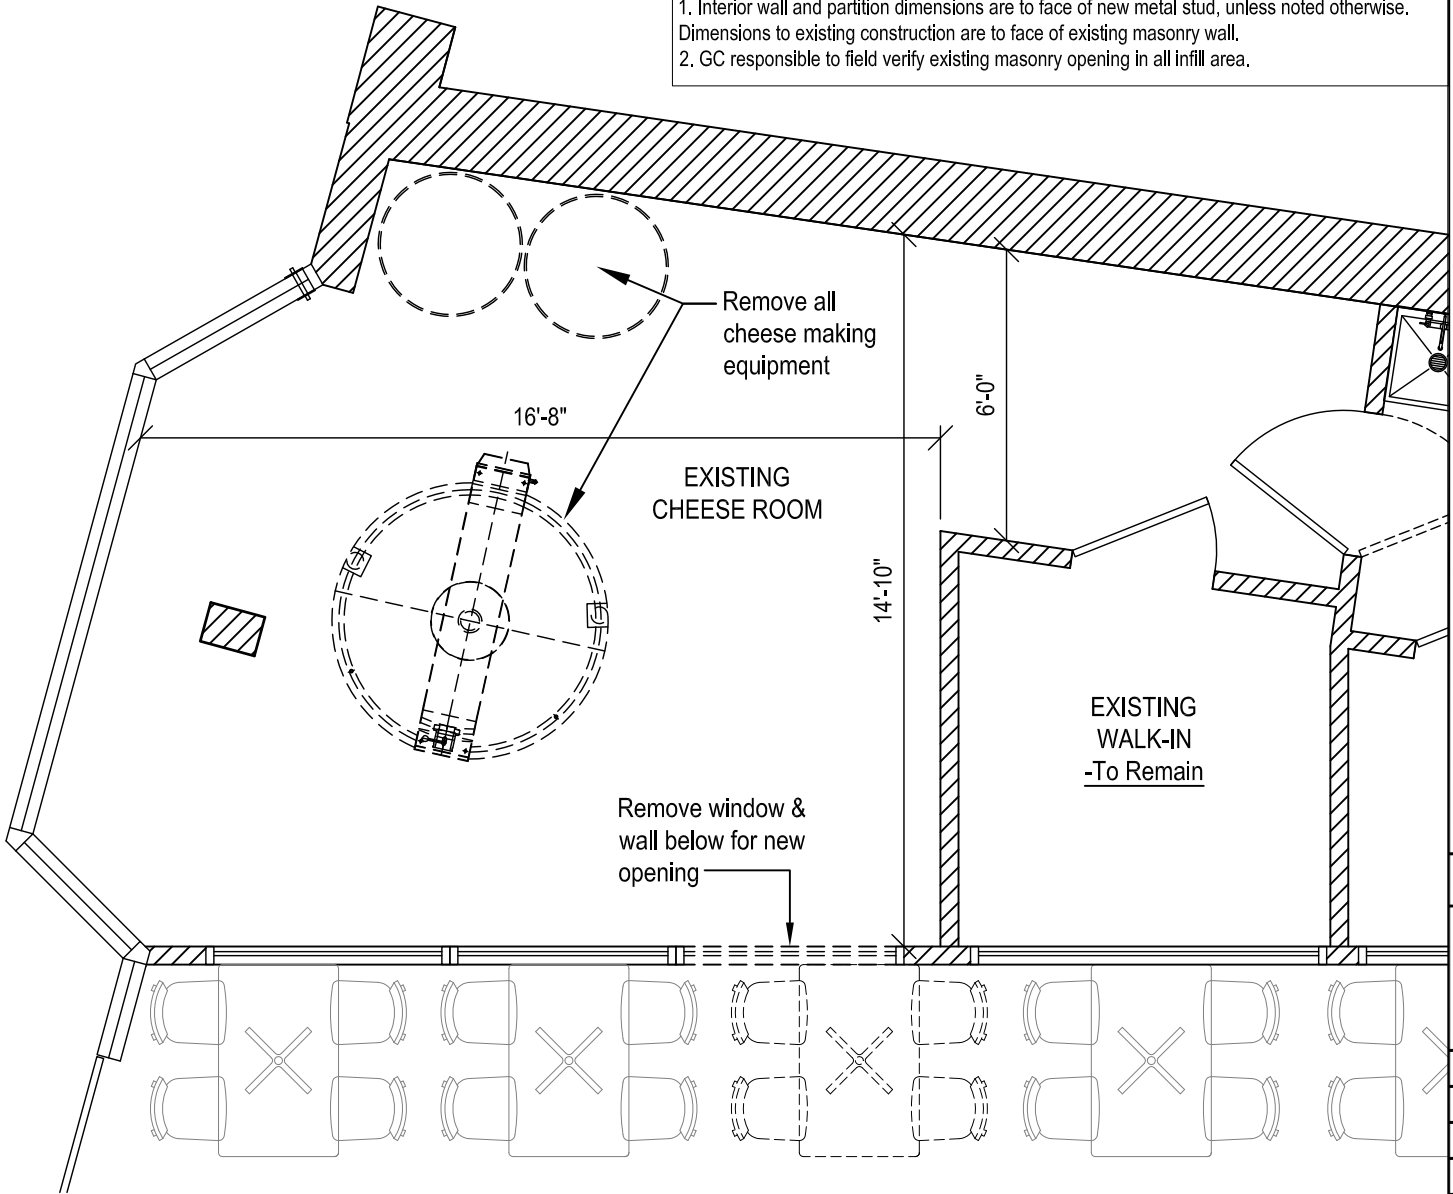 1. Interior wall and partition dimensions are to face of new metal stud, unless noted otherwise.
Dimensions to existing construction are to face of existing masonry wall.
2. GC responsible to field verify existing masonry opening in all infill area.
Remove all
cheese making
equipment
16'-8"
6'-0"
EXISTING
CHEESE ROOM
14'-10"
EXISTING
WALK-IN
-To Remain
Remove window &
wall below for new
opening